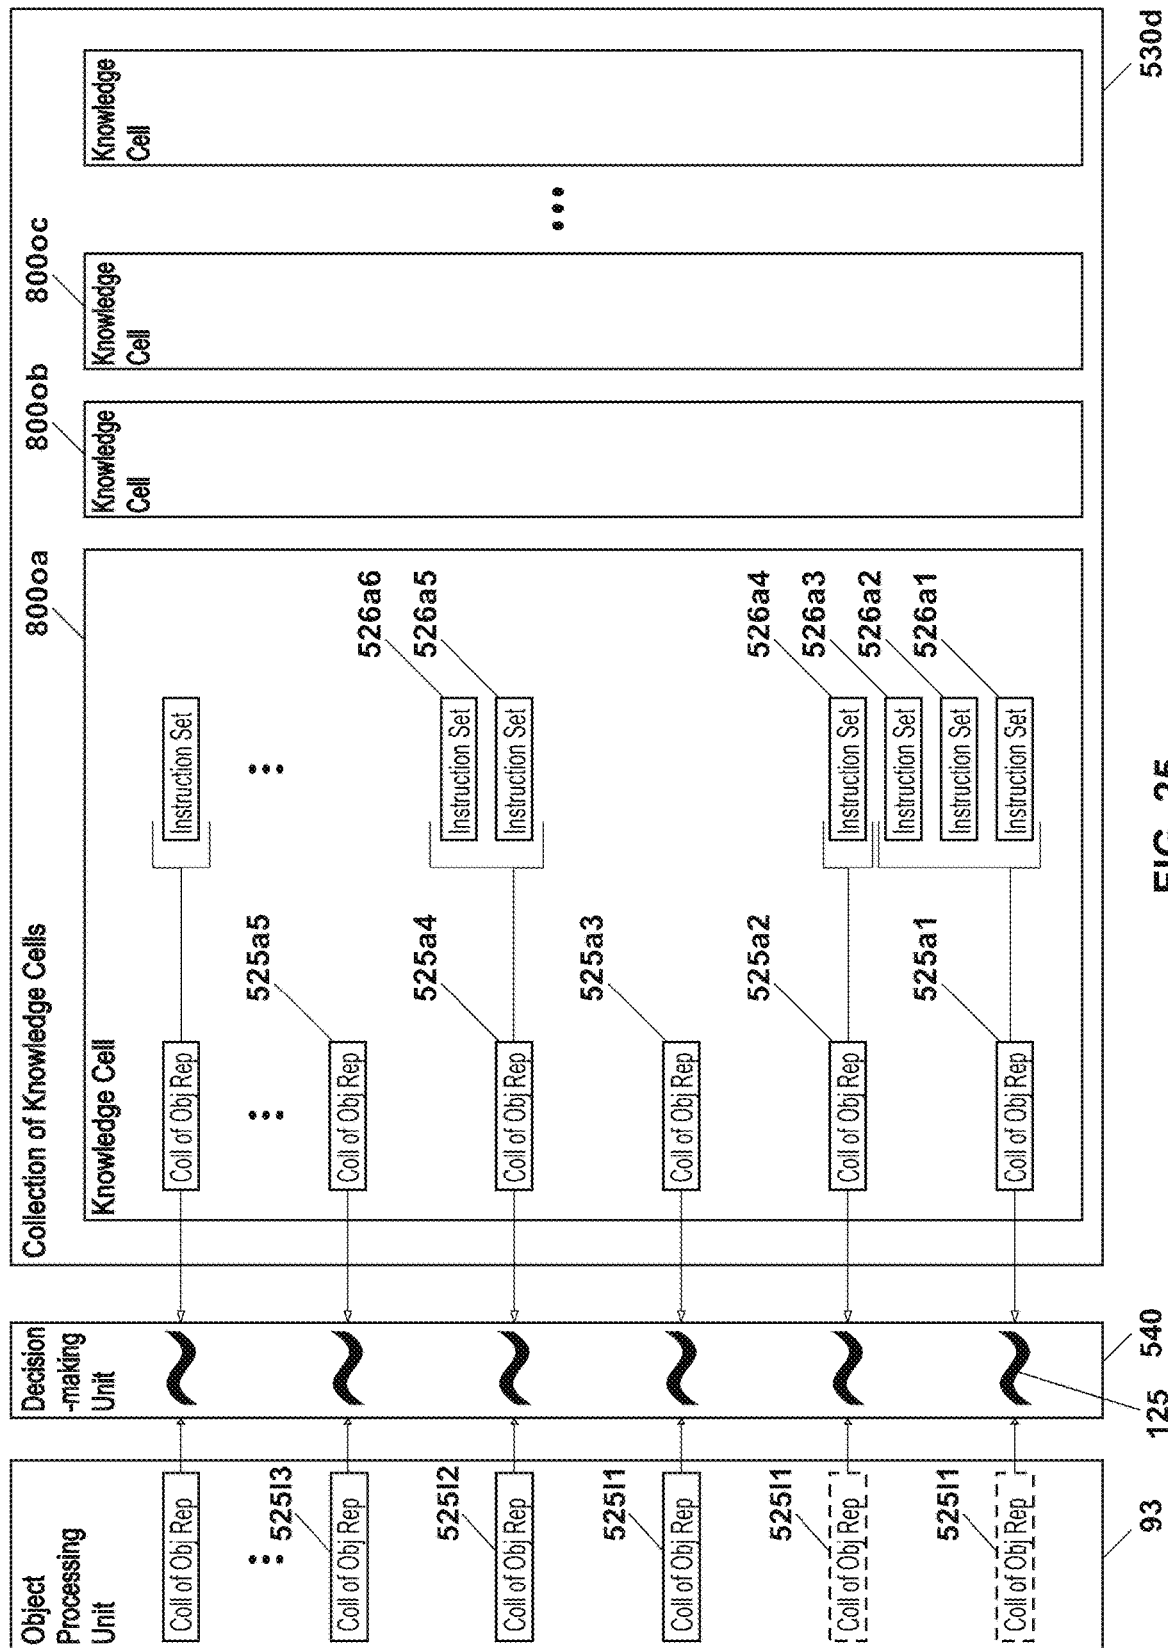 Object
Processing
Unit
Coll of Obj Rep
525l3
Coll of Obj Rep
525l2
Coll of Obj Rep
525l1
Coll of Obj Rep
525l1
Coll of Obj Rep
525l1
Coll of Obj Rep
93
Decision
-making
Unit
125
540
Collection of Knowledge Cells
Knowledge Cell
800oa
Coll of Obj Rep
Instruction Set
525a5
Coll of Obj Rep
525a4
Coll of Obj Rep
526a6
Instruction Set
526a5
Instruction Set
525a3
Coll of Obj Rep
525a2
Coll of Obj Rep
526a4
Instruction Set
526a3
Instruction Set
526a2
Instruction Set
526a1
Instruction Set
525a1
Coll of Obj Rep
800ob
Knowledge
Cell
800oc
Knowledge
Cell
Knowledge
Cell
530d
FIG. 25